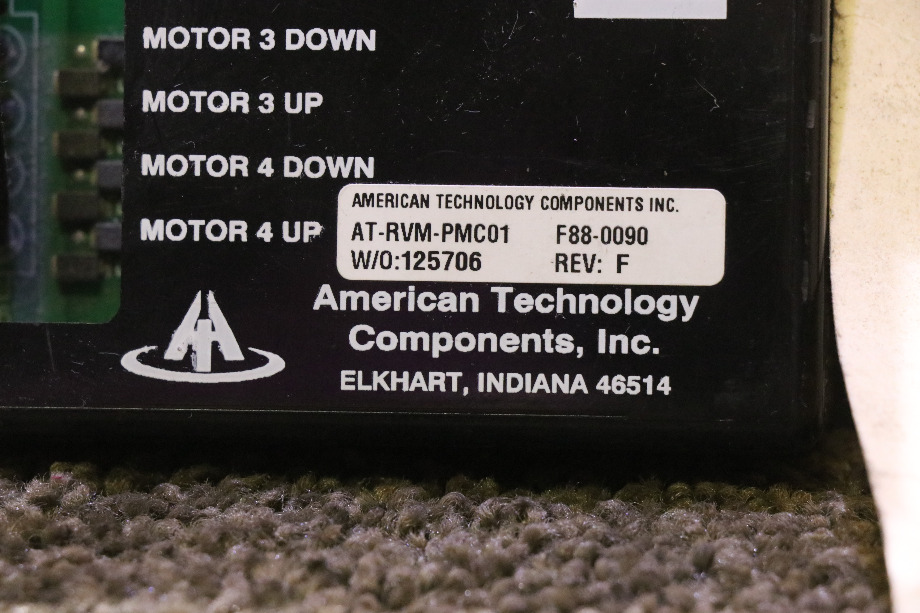 MOTOR 3 DOWN
MOTOR 3 UP
MOTOR 4 DOWN
MOTOR 4 UP
AMERICAN TECHNOLOGY COMPONENTS INC.
AT-RVM-PMC01 F88-0090
W/O:125706 REV: F
American Technology
Components, Inc.
ELKHART, INDIANA 46514